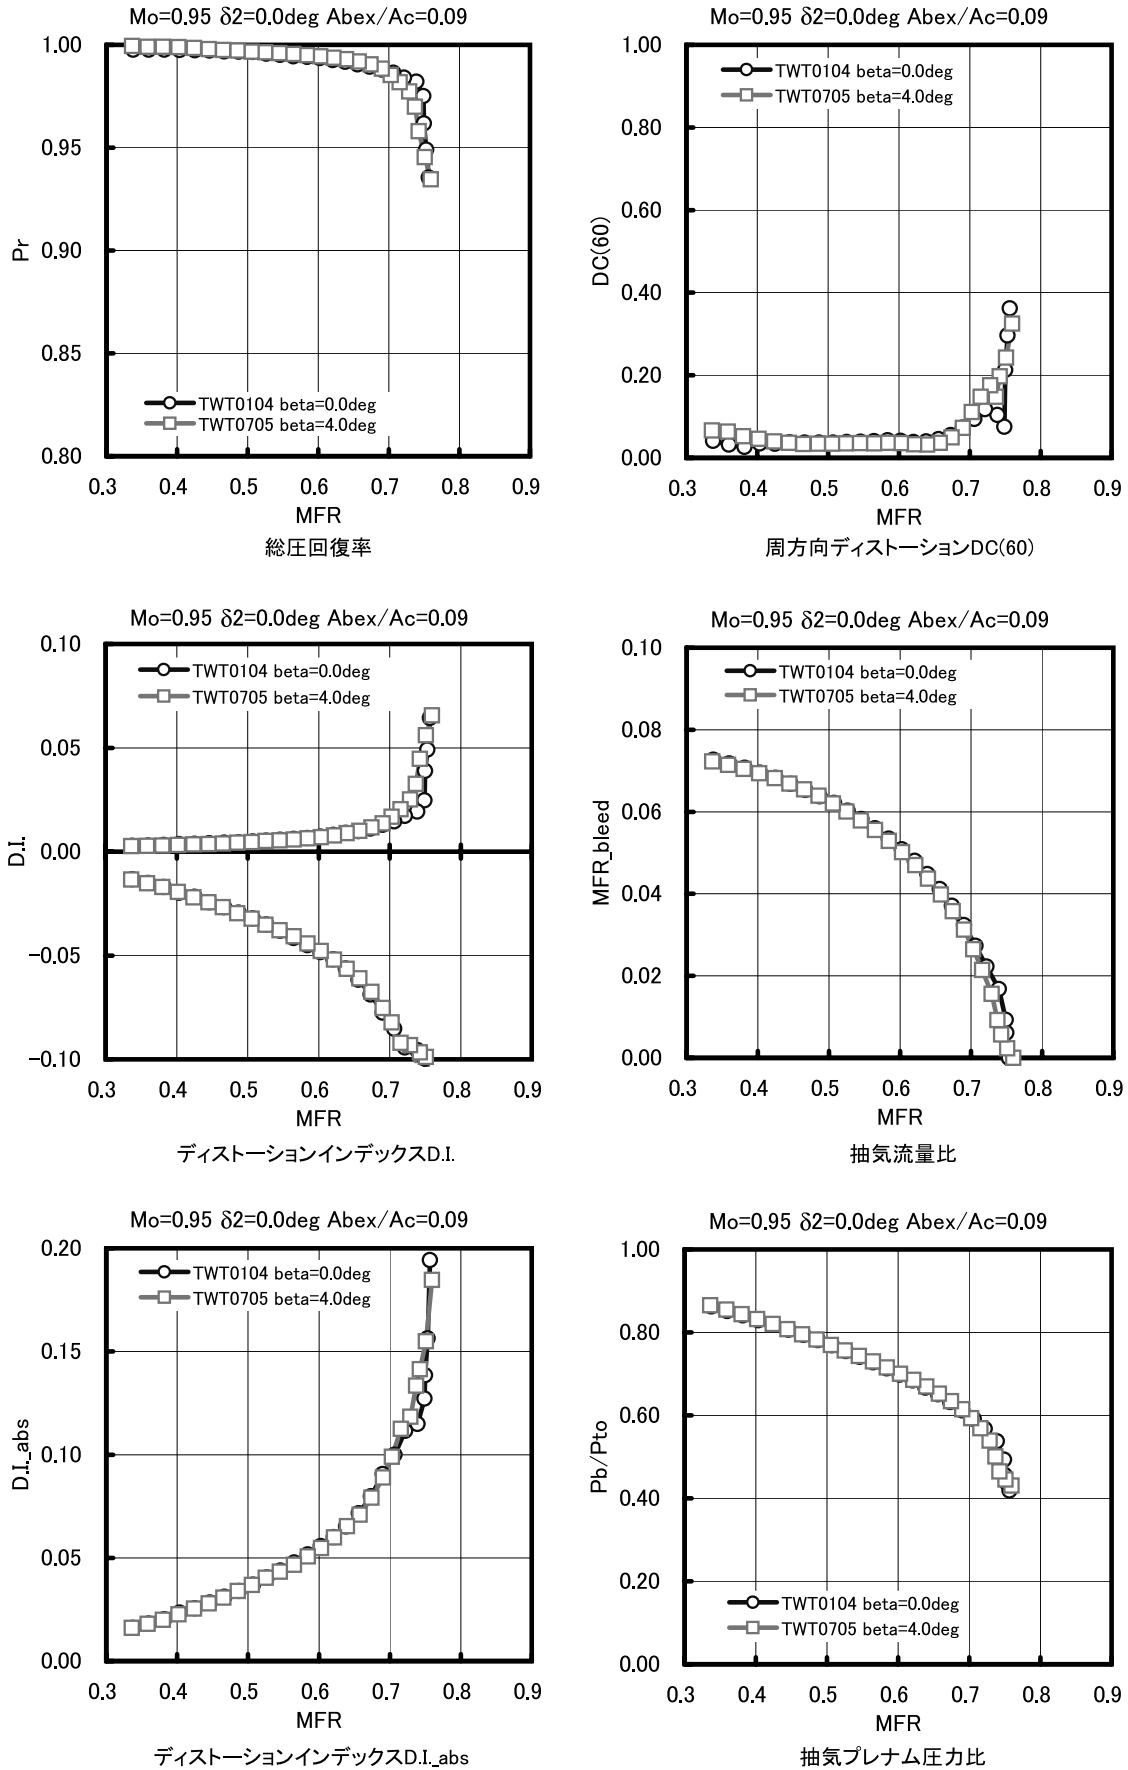 Mo=0.95 δ2=0.0deg Abex/Ac=0.09
1.00
0.95
0.90
0.85
0.80
Pr
TWT0104 beta=0.0deg
TWT0705 beta=4.0deg
0.3 0.4 0.5 0.6 0.7 0.8 0.9
MFR
総圧回復率
Mo=0.95 δ2=0.0deg Abex/Ac=0.09
1.00
0.80
0.60
0.40
0.20
0.00
DC(60)
TWT0104 beta=0.0deg
TWT0705 beta=4.0deg
0.3 0.4 0.5 0.6 0.7 0.8 0.9
MFR
周方向ディストーションDC(60)
Mo=0.95 δ2=0.0deg Abex/Ac=0.09
0.10
0.05
0.00
-0.05
-0.10
D.I.
TWT0104 beta=0.0deg
TWT0705 beta=4.0deg
0.3 0.4 0.5 0.6 0.7 0.8 0.9
MFR
ディストーションインデックスD.I.
Mo=0.95 δ2=0.0deg Abex/Ac=0.09
0.10
0.08
0.06
0.04
0.02
0.00
MFR_bleed
TWT0104 beta=0.0deg
TWT0705 beta=4.0deg
0.3 0.4 0.5 0.6 0.7 0.8 0.9
MFR
抽気流量比
Mo=0.95 δ2=0.0deg Abex/Ac=0.09
0.20
0.15
0.10
0.05
0.00
D.I._abs
TWT0104 beta=0.0deg
TWT0705 beta=4.0deg
0.3 0.4 0.5 0.6 0.7 0.8 0.9
MFR
ディストーションインデックスD.I._abs
Mo=0.95 δ2=0.0deg Abex/Ac=0.09
1.00
0.80
0.60
0.40
0.20
0.00
Pb/Pto
TWT0104 beta=0.0deg
TWT0705 beta=4.0deg
0.3 0.4 0.5 0.6 0.7 0.8 0.9
MFR
抽気プレナム圧力比